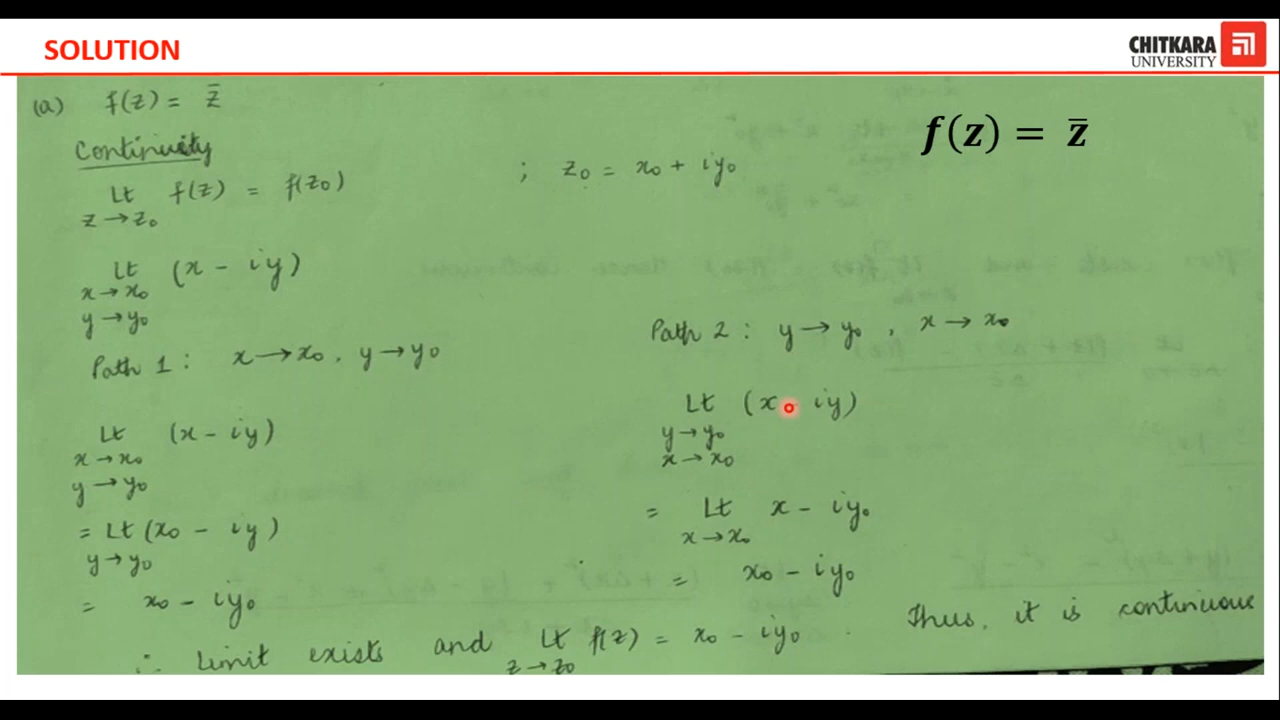 SOLUTION
CHITKARA
UNIVERSITY
(a) f(z) = z̅
f(z) = z̅
Continuity
Lt f(z) = f(z₀) ; z₀ = x₀ + iy₀
z → z₀
Lt (x - iy)
x → x₀
y → y₀
Path 1 : x → x₀, y → y₀
Lt (x - iy)
x → x₀
y → y₀
= Lt (x₀ - iy)
y → y₀
= x₀ - iy₀
Path 2 : y → y₀, x → x₀
Lt (x - iy)
y → y₀
x → x₀
= Lt x - iy₀
x → x₀
= x₀ - iy₀
∴ limit exists and Lt f(z) = x₀ - iy₀. Thus, it is continuous
z → z₀